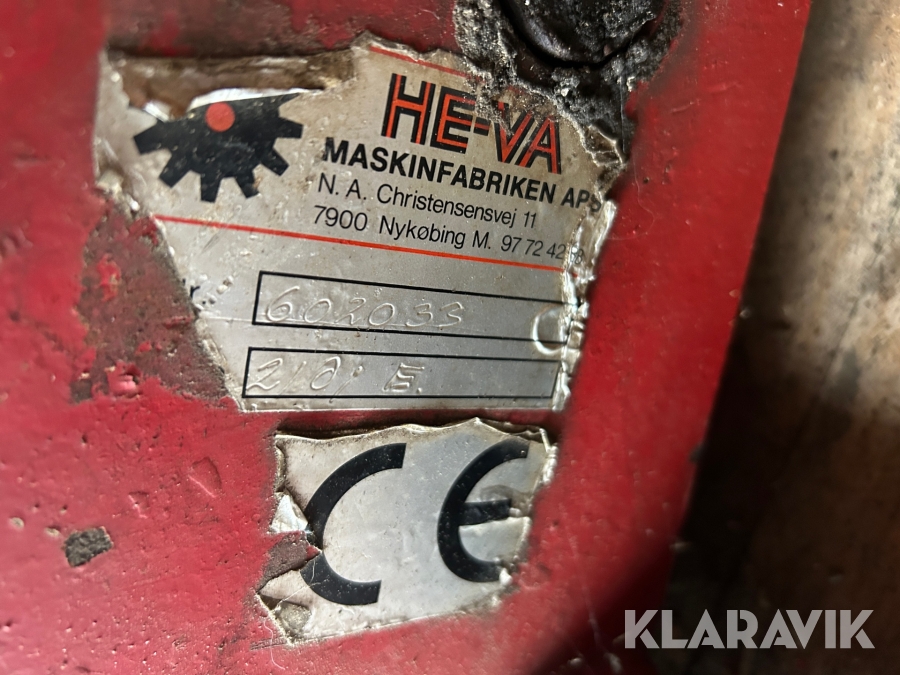 HE-VA
MASKINFABRIKEN APS
N. A. Christensensvej 11
7900 Nykøbing M. 97 72 42
602033
CE
KLARAVIK